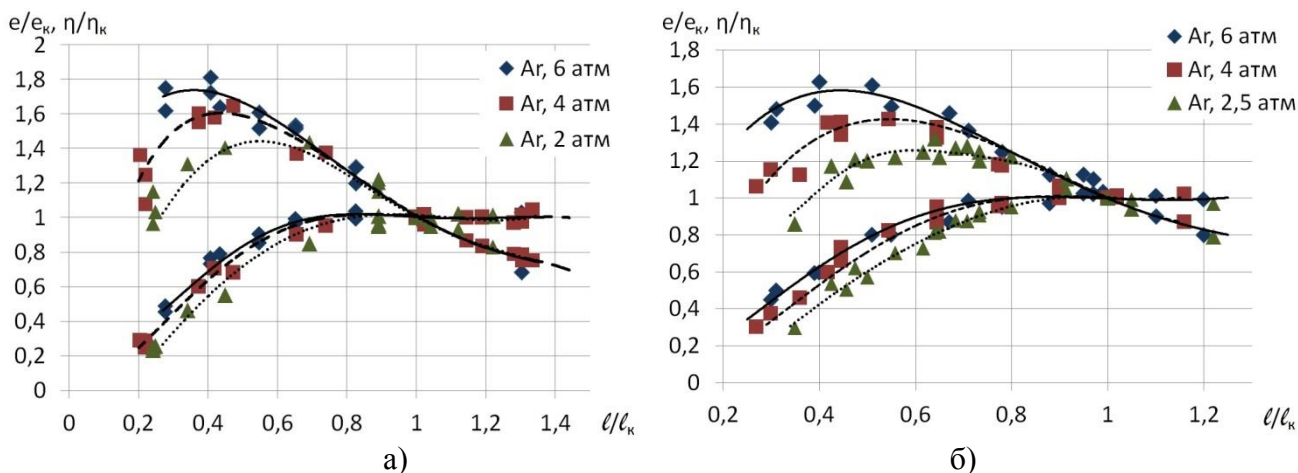 e/eк, η/ηк
2
1,8
1,6
1,4
1,2
1
0,8
0,6
0,4
0,2
0
0 0,2 0,4 0,6 0,8 1 1,2 1,4
ℓ/ℓк
Ar, 6 атм
Ar, 4 атм
Ar, 2 атм
а)
e/eк, η/ηк
1,8
1,6
1,4
1,2
1
0,8
0,6
0,4
0,2
0
0,2 0,4 0,6 0,8 1 1,2
ℓ/ℓк
Ar, 6 атм
Ar, 4 атм
Ar, 2,5 атм
б)